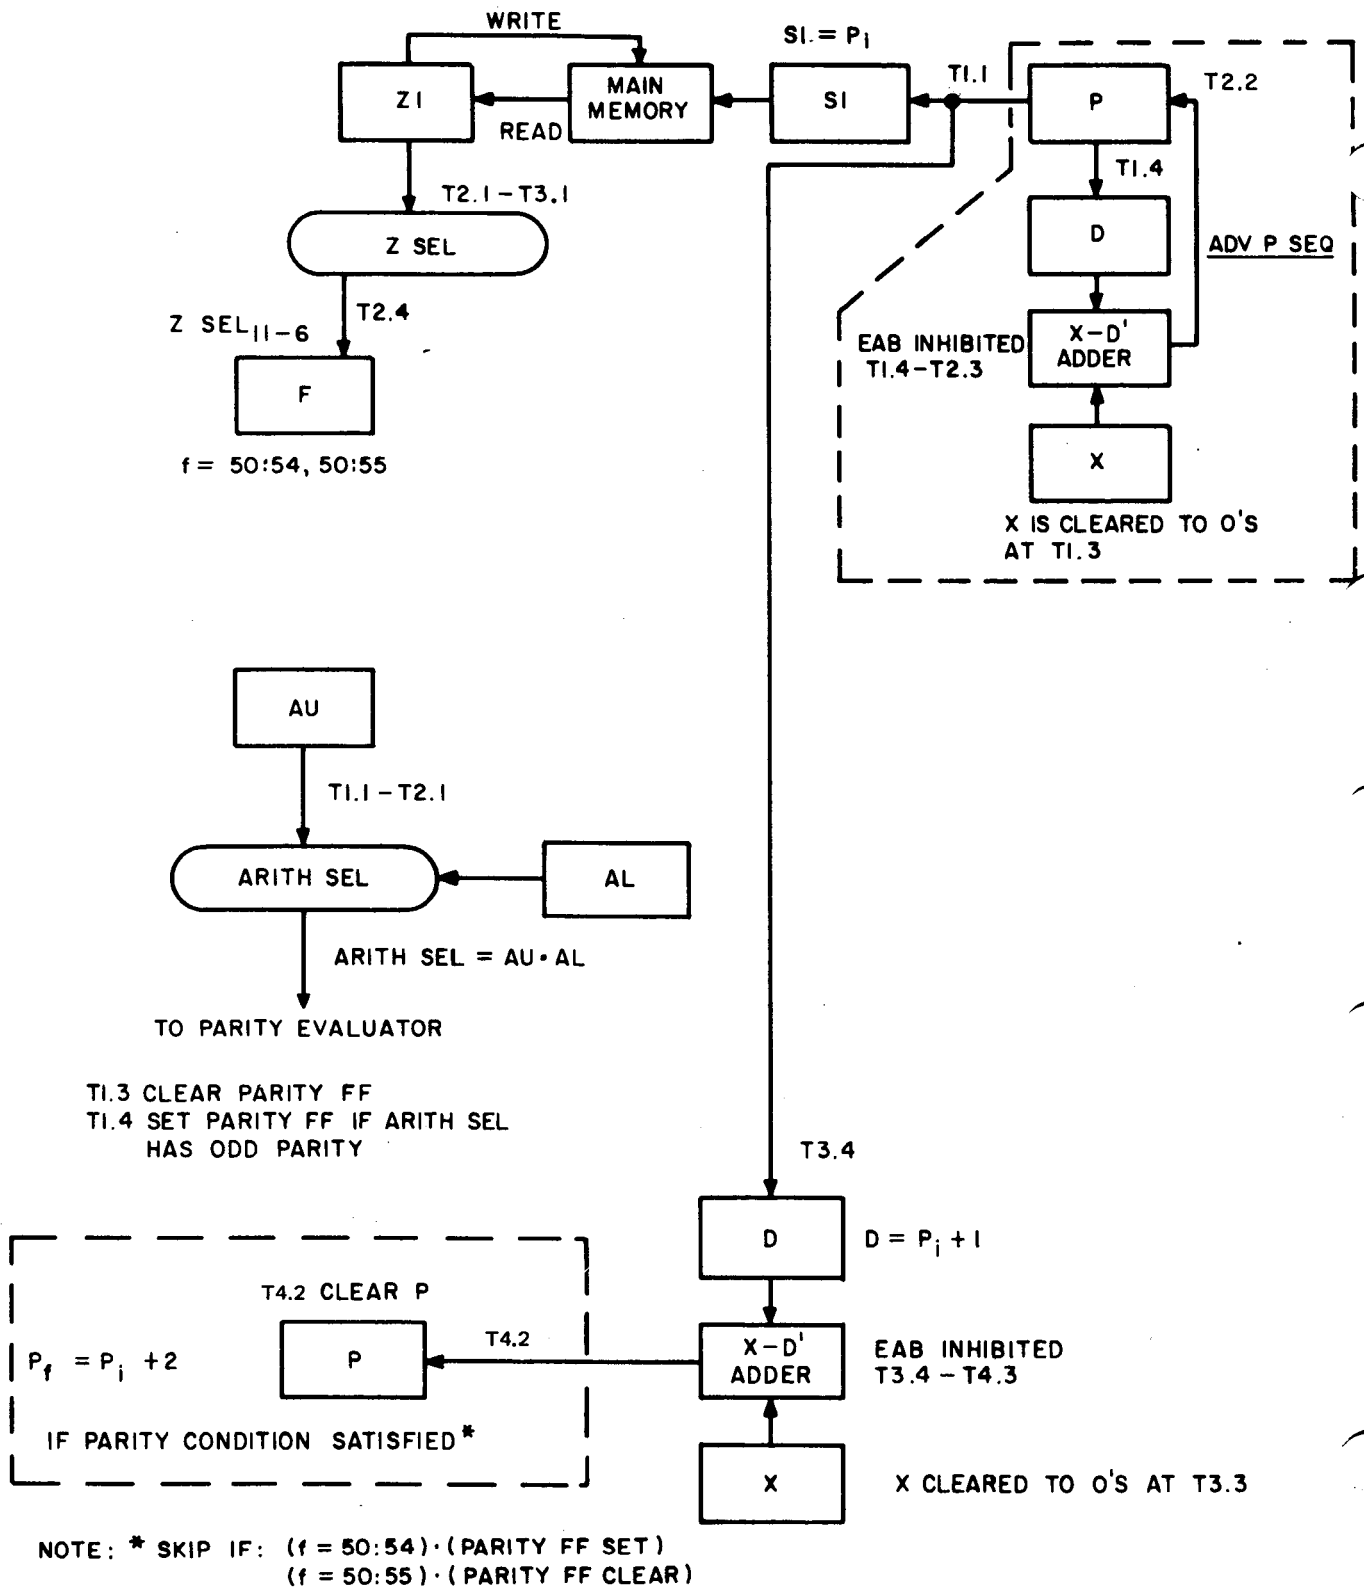 WRITE
S1 = Pi
T1.1
T2.2
Z1
MAIN
MEMORY
S1
P
READ
T1.4
T2.1-T3.1
Z SEL
D
ADV P SEQ
T2.4
Z SEL11-6
EAB INHIBITED
T1.4-T2.3
X-D'
ADDER
F
X
f = 50:54, 50:55
X IS CLEARED TO 0'S
AT T1.3
AU
T1.1-T2.1
ARITH SEL
AL
ARITH SEL = AU·AL
TO PARITY EVALUATOR
T1.3 CLEAR PARITY FF
T1.4 SET PARITY FF IF ARITH SEL
HAS ODD PARITY
T3.4
D
D = Pi + 1
T4.2 CLEAR P
T4.2
Pf = Pi +2
P
X-D'
ADDER
EAB INHIBITED
T3.4-T4.3
IF PARITY CONDITION SATISFIED*
X
X CLEARED TO 0'S AT T3.3
NOTE: * SKIP IF: (f = 50:54)·(PARITY FF SET)
(f = 50:55)·(PARITY FF CLEAR)